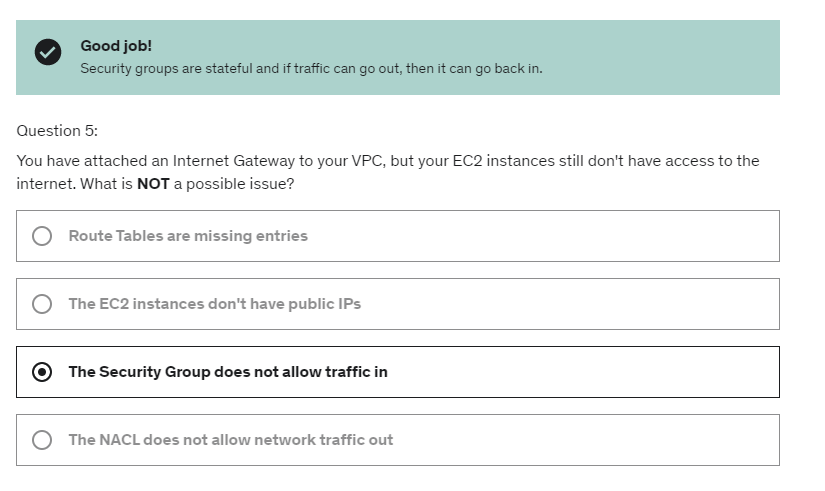 Good job!
Security groups are stateful and if traffic can go out, then it can go back in.
Question 5:
You have attached an Internet Gateway to your VPC, but your EC2 instances still don't have access to the
internet. What is NOT a possible issue?
Route Tables are missing entries
The EC2 instances don't have public IPs
The Security Group does not allow traffic in
The NACL does not allow network traffic out